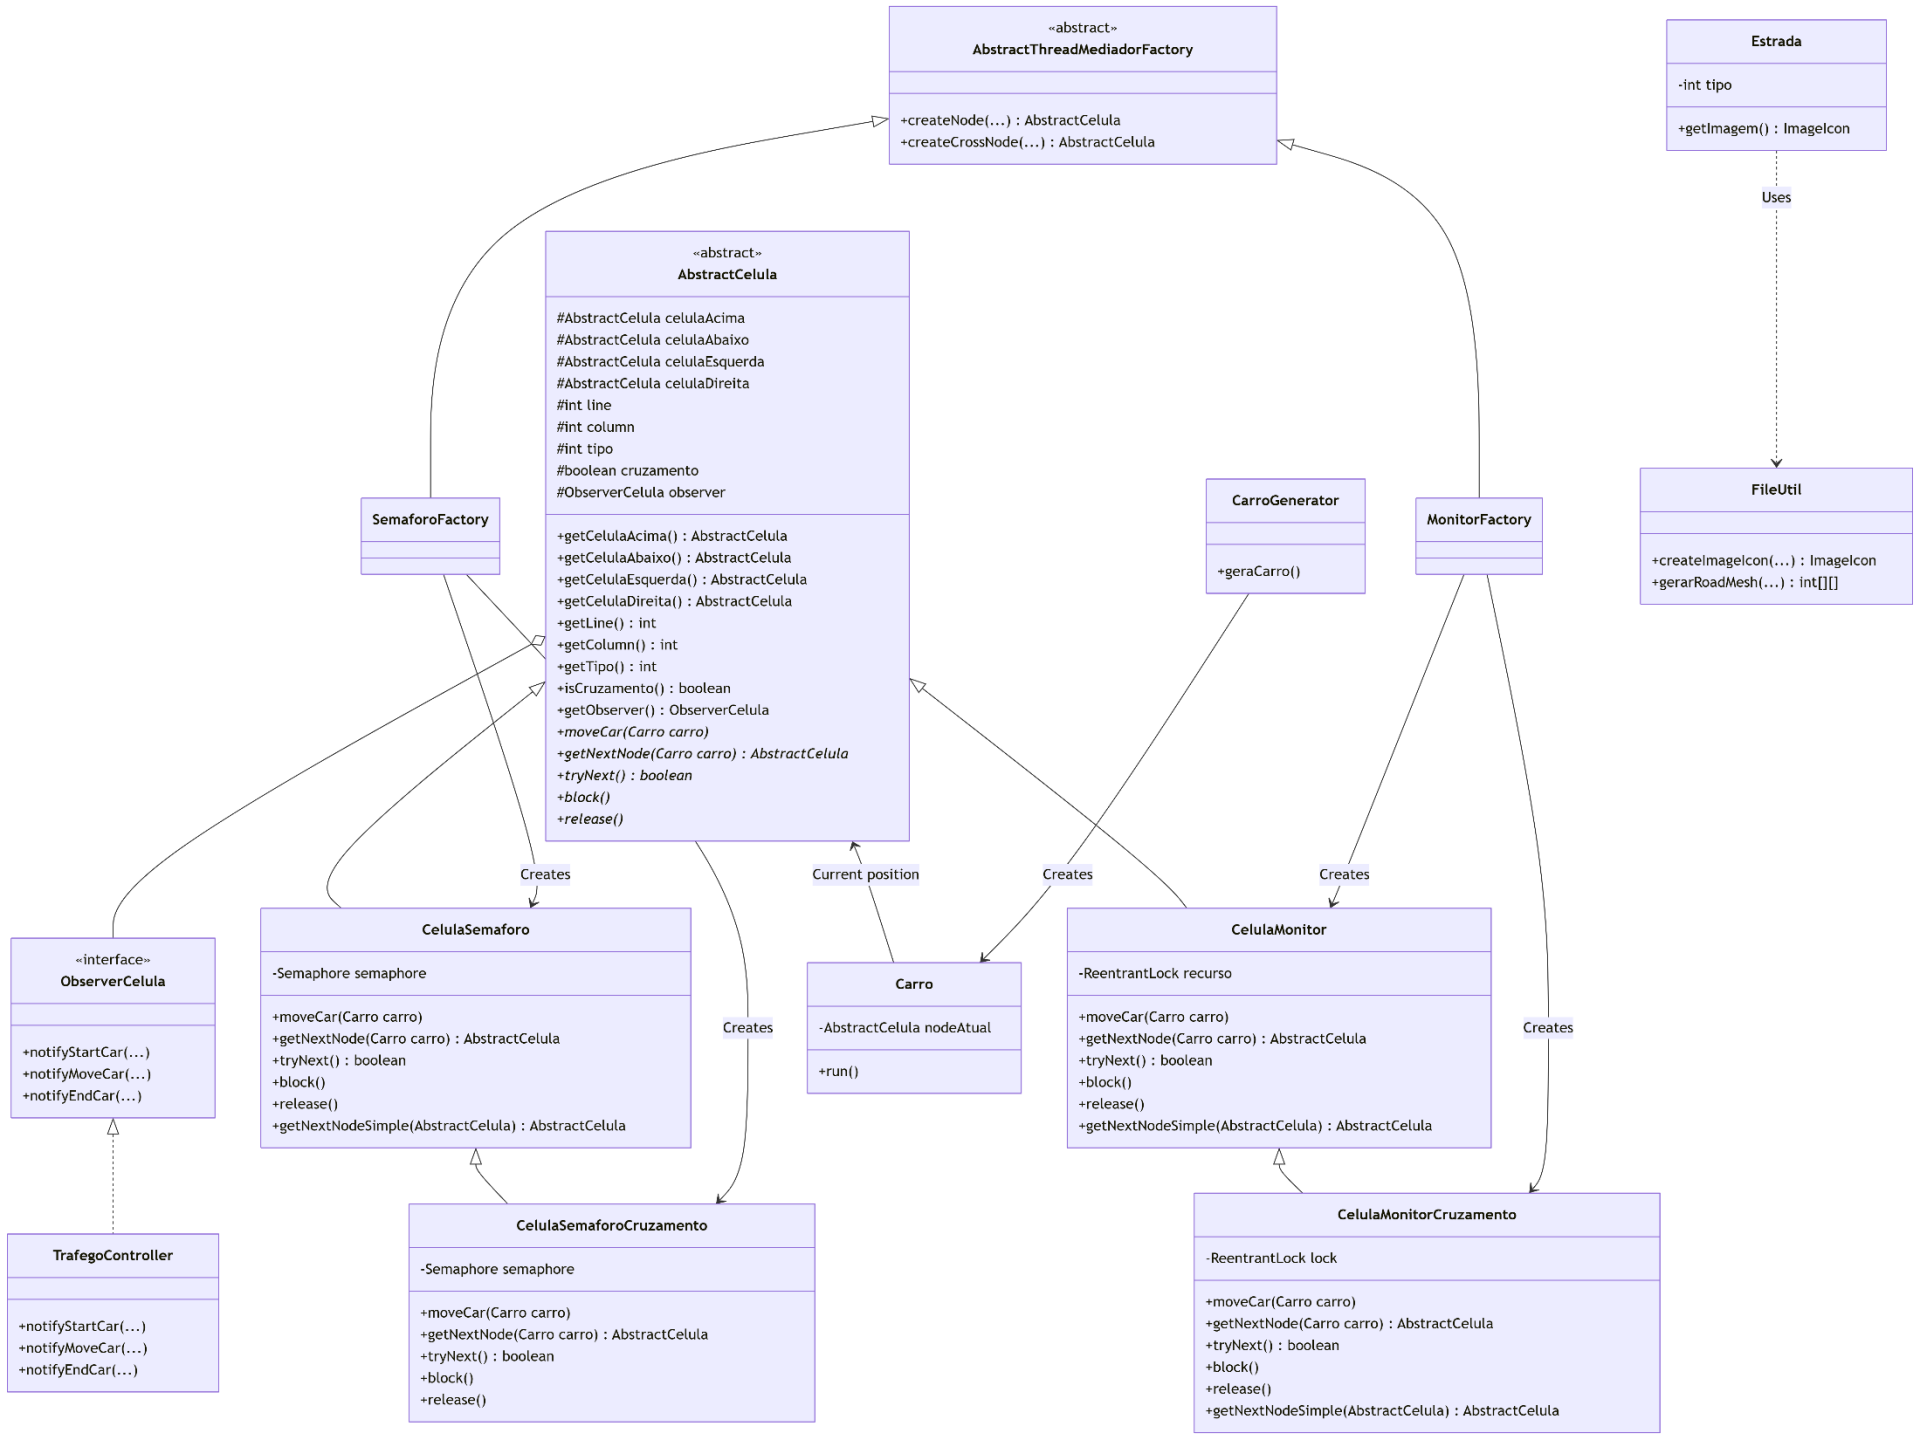 «abstract»
AbstractThreadMediadorFactory
+createNode(...) : AbstractCelula
+createCrossNode(...) : AbstractCelula
Estrada
-int tipo
+getImagem() : ImageIcon
Uses
«abstract»
AbstractCelula
#AbstractCelula celulaAcima
#AbstractCelula celulaAbaixo
#AbstractCelula celulaEsquerda
#AbstractCelula celulaDireita
#int line
#int column
#int tipo
#boolean cruzamento
#ObserverCelula observer
+getCelulaAcima() : AbstractCelula
+getCelulaAbaixo() : AbstractCelula
+getCelulaEsquerda() : AbstractCelula
+getCelulaDireita() : AbstractCelula
+getLine() : int
+getColumn() : int
+getTipo() : int
+isCruzamento() : boolean
+getObserver() : ObserverCelula
+moveCar(Carro carro)
+getNextNode(Carro carro) : AbstractCelula
+tryNext() : boolean
+block()
+release()
SemaforoFactory
CarroGenerator
+geraCarro()
MonitorFactory
FileUtil
+createImageIcon(...) : ImageIcon
+gerarRoadMesh(...) : int[][]
Creates
Current position
Creates
Creates
«interface»
ObserverCelula
+notifyStartCar(...)
+notifyMoveCar(...)
+notifyEndCar(...)
CelulaSemaforo
-Semaphore semaphore
+moveCar(Carro carro)
+getNextNode(Carro carro) : AbstractCelula
+tryNext() : boolean
+block()
+release()
+getNextNodeSimple(AbstractCelula) : AbstractCelula
Creates
Carro
-AbstractCelula nodeAtual
+run()
CelulaMonitor
-ReentrantLock recurso
+moveCar(Carro carro)
+getNextNode(Carro carro) : AbstractCelula
+tryNext() : boolean
+block()
+release()
+getNextNodeSimple(AbstractCelula) : AbstractCelula
Creates
TrafegoController
+notifyStartCar(...)
+notifyMoveCar(...)
+notifyEndCar(...)
CelulaSemaforoCruzamento
-Semaphore semaphore
+moveCar(Carro carro)
+getNextNode(Carro carro) : AbstractCelula
+tryNext() : boolean
+block()
+release()
CelulaMonitorCruzamento
-ReentrantLock lock
+moveCar(Carro carro)
+getNextNode(Carro carro) : AbstractCelula
+tryNext() : boolean
+block()
+release()
+getNextNodeSimple(AbstractCelula) : AbstractCelula